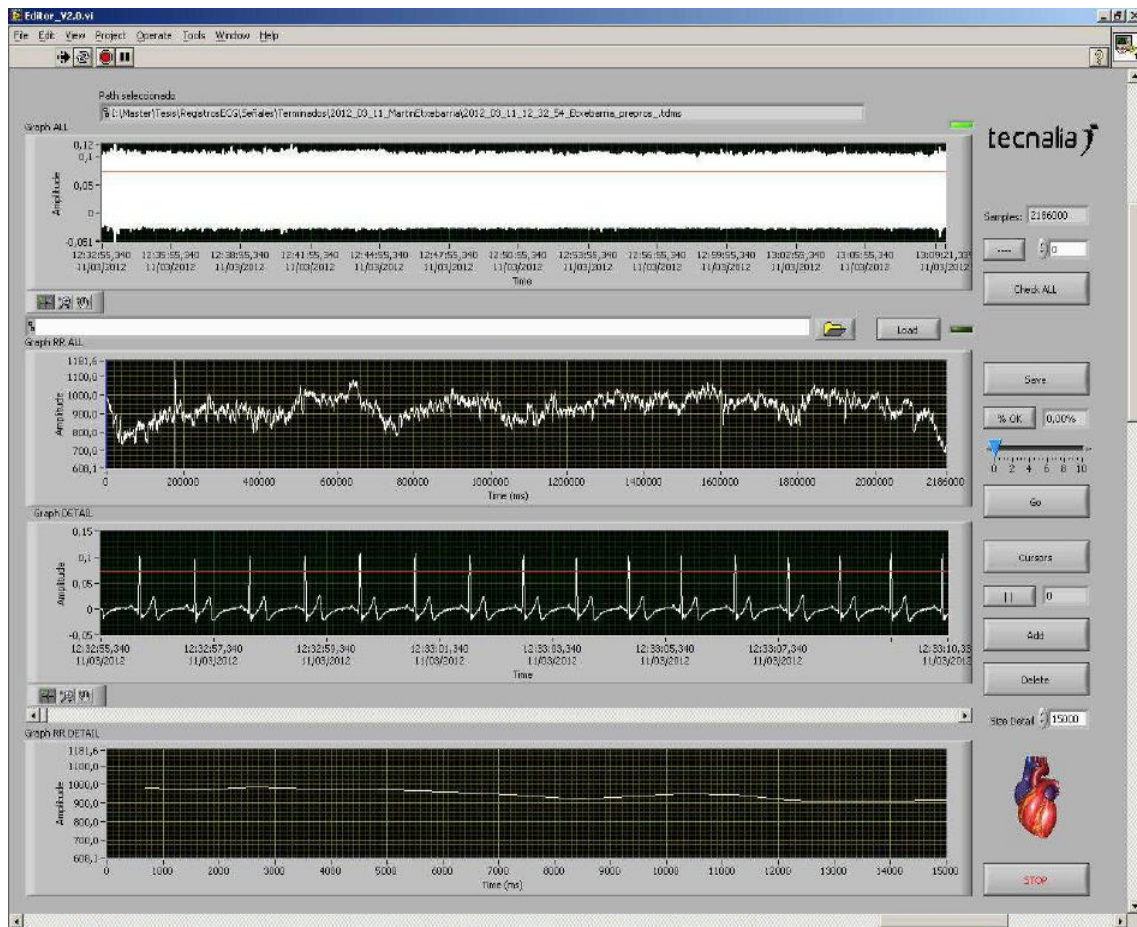 Editor_V2.0.vi
File Edit View Project Operate Tools Window Help
Path seleccionado
I:\Master\Tesis\RegistrosECG\Señales\Terminados\2012_03_11_MartinEtxebarria\2012_03_11_12_32_54_Etxebarria_prepros_.tdms
Graph ALL
tecnalia
0,12
0,1
0,05
0
-0,051
Amplitude
12:32:55,340 12:35:55,340 12:38:55,340 12:41:55,340 12:44:55,340 12:47:55,340 12:50:55,340 12:53:55,340 12:56:55,340 12:59:55,340 13:02:55,340 13:05:55,340 13:09:21,339
11/03/2012 11/03/2012 11/03/2012 11/03/2012 11/03/2012 11/03/2012 11/03/2012 11/03/2012 11/03/2012 11/03/2012 11/03/2012 11/03/2012 11/03/2012
Time
Samples: 2186000
---- 0
Check ALL
Load
Graph RR ALL
1181,6
1100,0
1000,0
900,0
800,0
700,0
608,1
Amplitude
0 200000 400000 600000 800000 1000000 1200000 1400000 1600000 1800000 2000000 2186000
Time (ms)
Save
% OK 0,00%
0 2 4 6 8 10
Go
Graph DETAIL
0,15
0,1
0,05
0
-0,05
Amplitude
12:32:55,340 12:32:57,340 12:32:59,340 12:33:01,340 12:33:03,340 12:33:05,340 12:33:07,340 12:33:10,33
11/03/2012 11/03/2012 11/03/2012 11/03/2012 11/03/2012 11/03/2012 11/03/2012 11/03/2012
Time
Cursors
| | 0
Add
Delete
Size Detail 15000
Graph RR DETAIL
1181,6
1100,0
1000,0
900,0
800,0
700,0
608,1
Amplitude
0 1000 2000 3000 4000 5000 6000 7000 8000 9000 10000 11000 12000 13000 14000 15000
Time (ms)
STOP